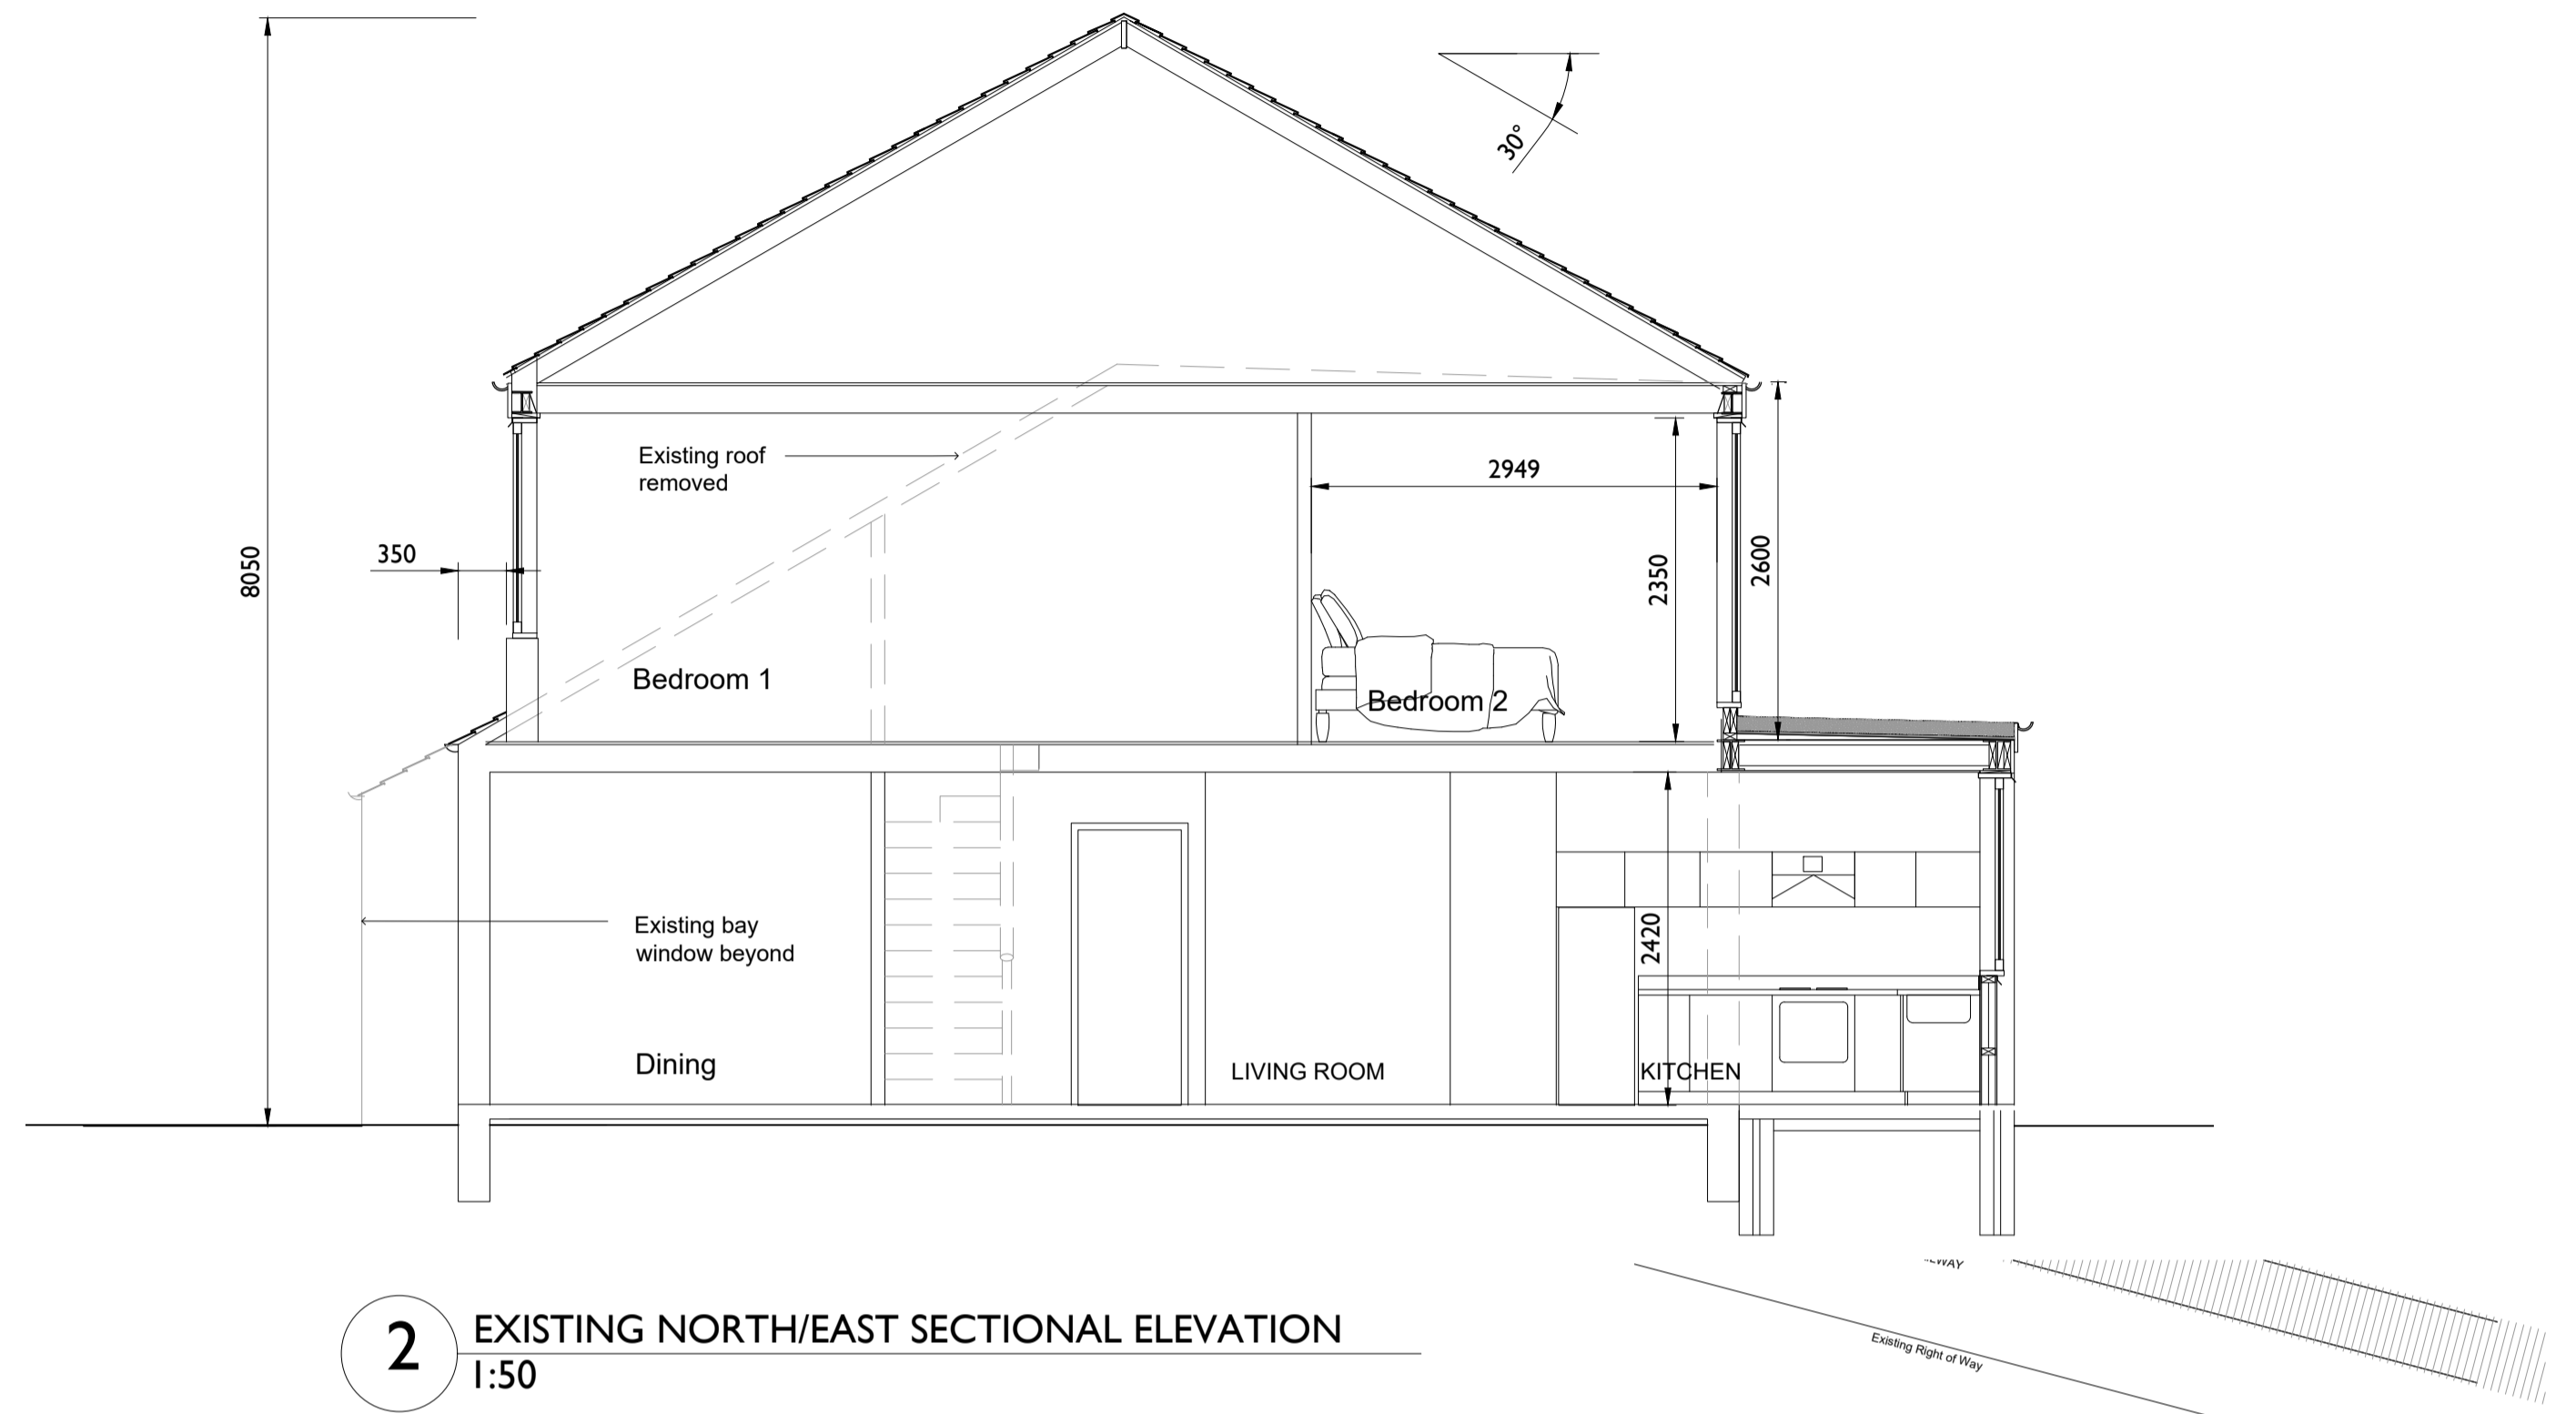 30°
Existing roof
removed
2949
350
8050
2350
2600
Bedroom 1
Bedroom 2
Existing bay
window beyond
2420
Dining
LIVING ROOM
KITCHEN
2
EXISTING NORTH/EAST SECTIONAL ELEVATION
1:50
Existing Right of Way